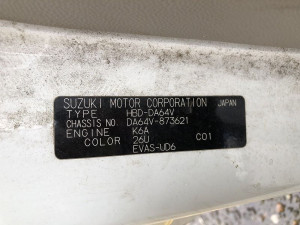 SUZUKI MOTOR CORPORATION JAPAN
TYPE HBD-DA64V
CHASSIS NO. DA64V-873621
ENGINE K6A
COLOR 26U C01
EVAS-UD6